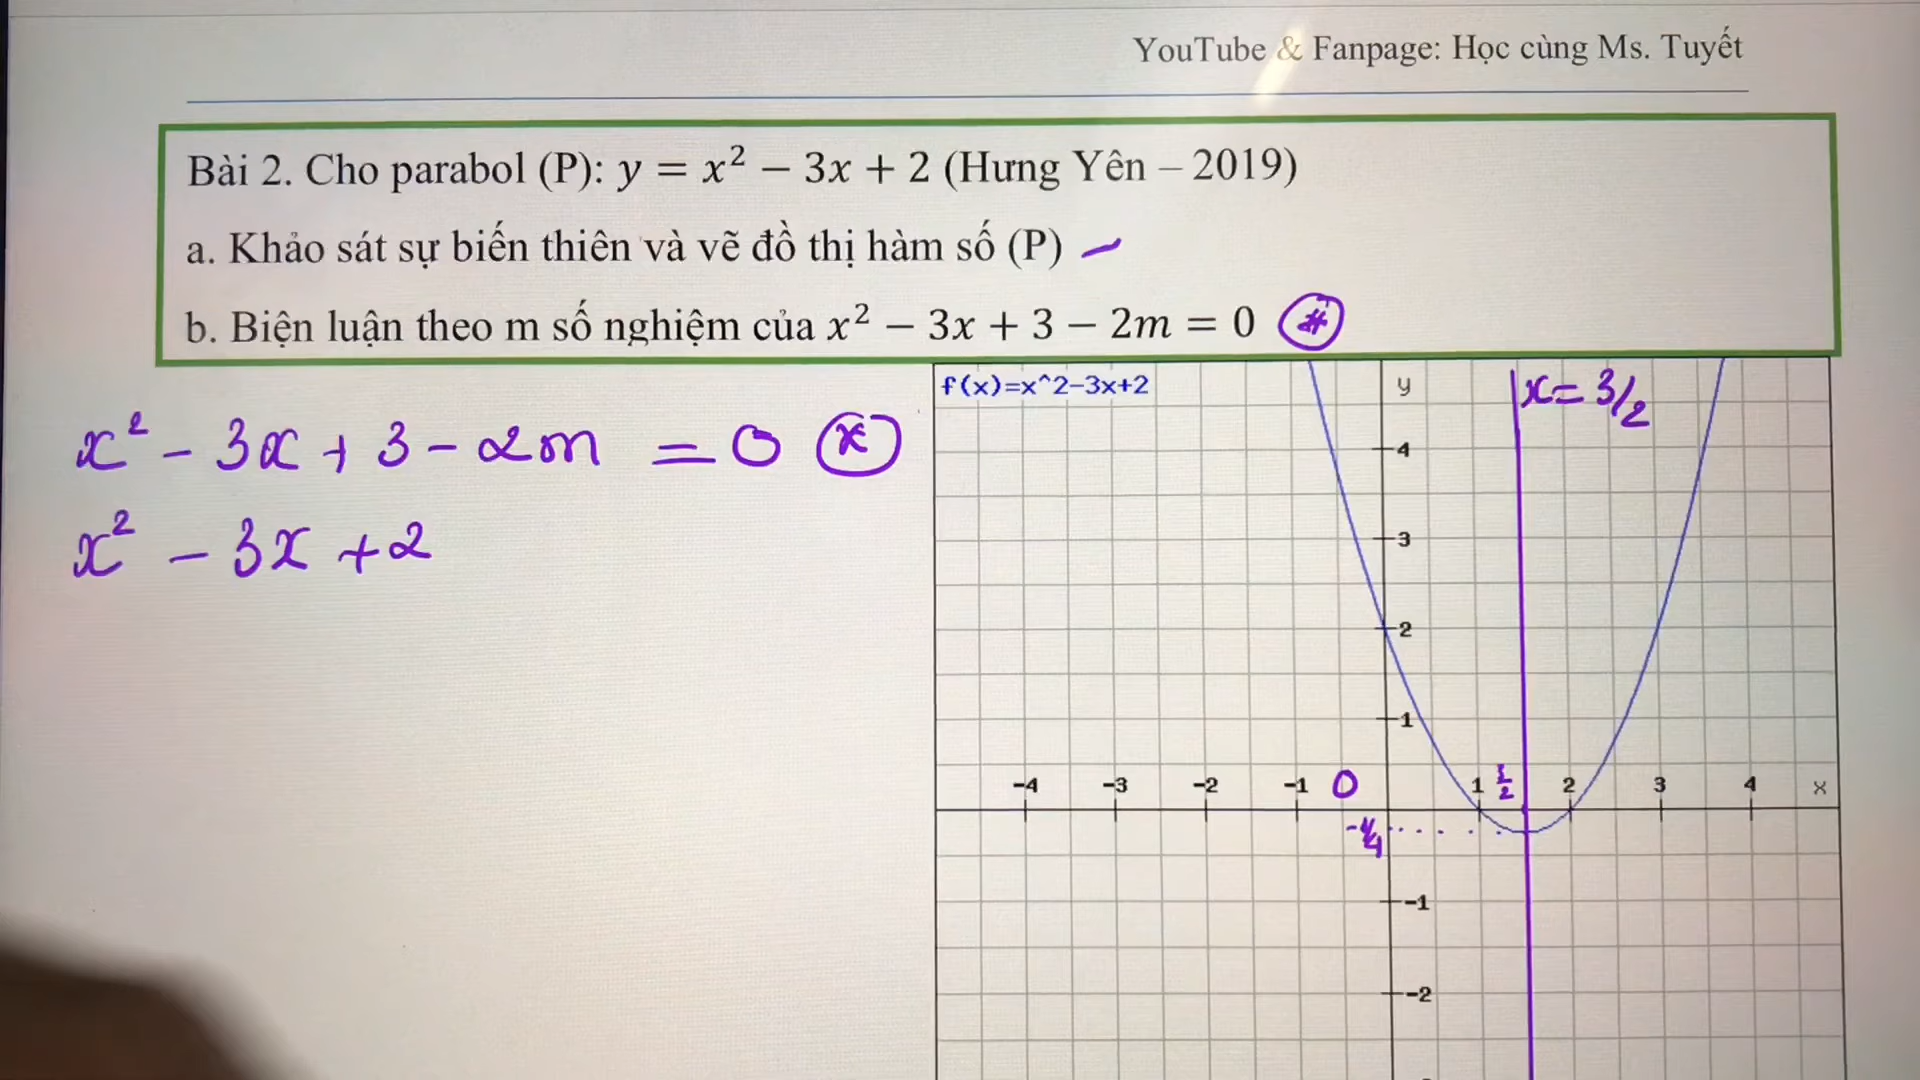 YouTube & Fanpage: Học cùng Ms. Tuyết
Bài 2. Cho parabol (P): y = x² − 3x + 2 (Hưng Yên – 2019)
a. Khảo sát sự biến thiên và vẽ đồ thị hàm số (P)
b. Biện luận theo m số nghiệm của x² − 3x + 3 − 2m = 0 (*)
x² − 3x + 3 − 2m = 0 (*)
x² − 3x + 2
f(x)=x^2-3x+2
y
x = 3/2
4
3
2
1
-4 -3 -2 -1 0 1 3/2 2 3 4 x
-1/4
-1
-2